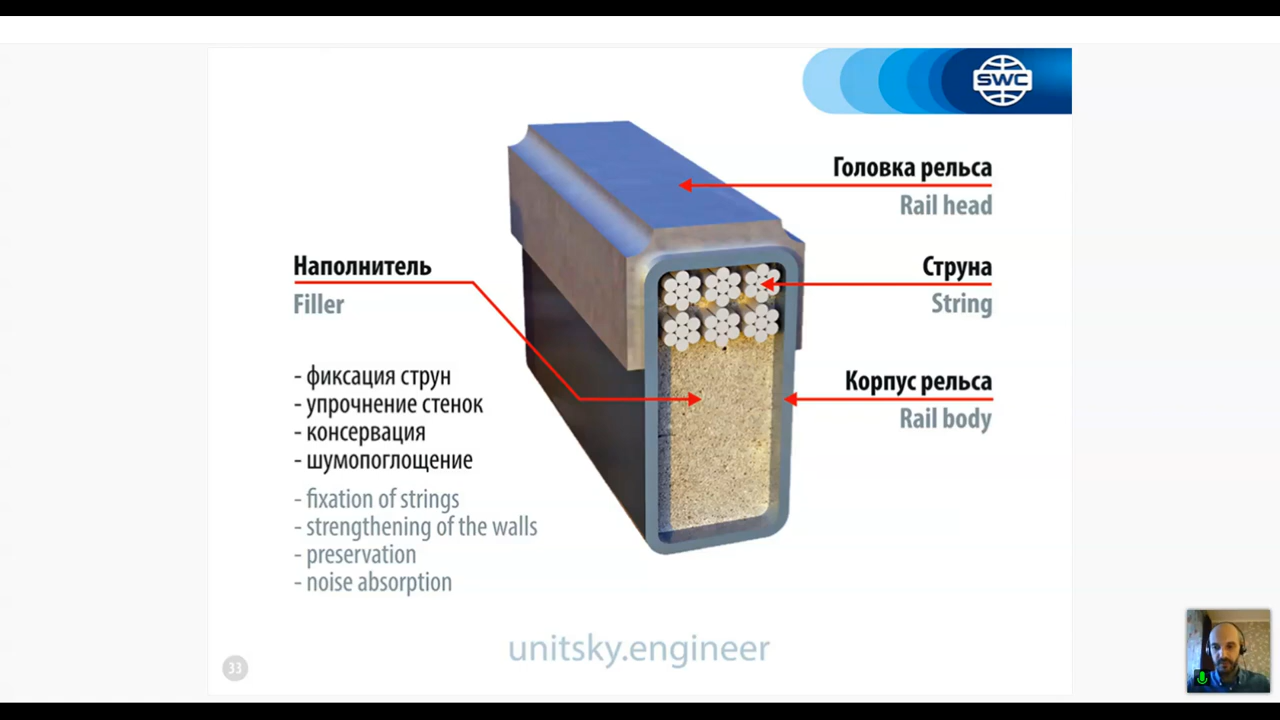 SWC
Головка рельса
Rail head
Наполнитель
Filler
Струна
String
- фиксация струн
- упрочнение стенок
- консервация
- шумопоглощение
Корпус рельса
Rail body
- fixation of strings
- strengthening of the walls
- preservation
- noise absorption
unitsky.engineer
33